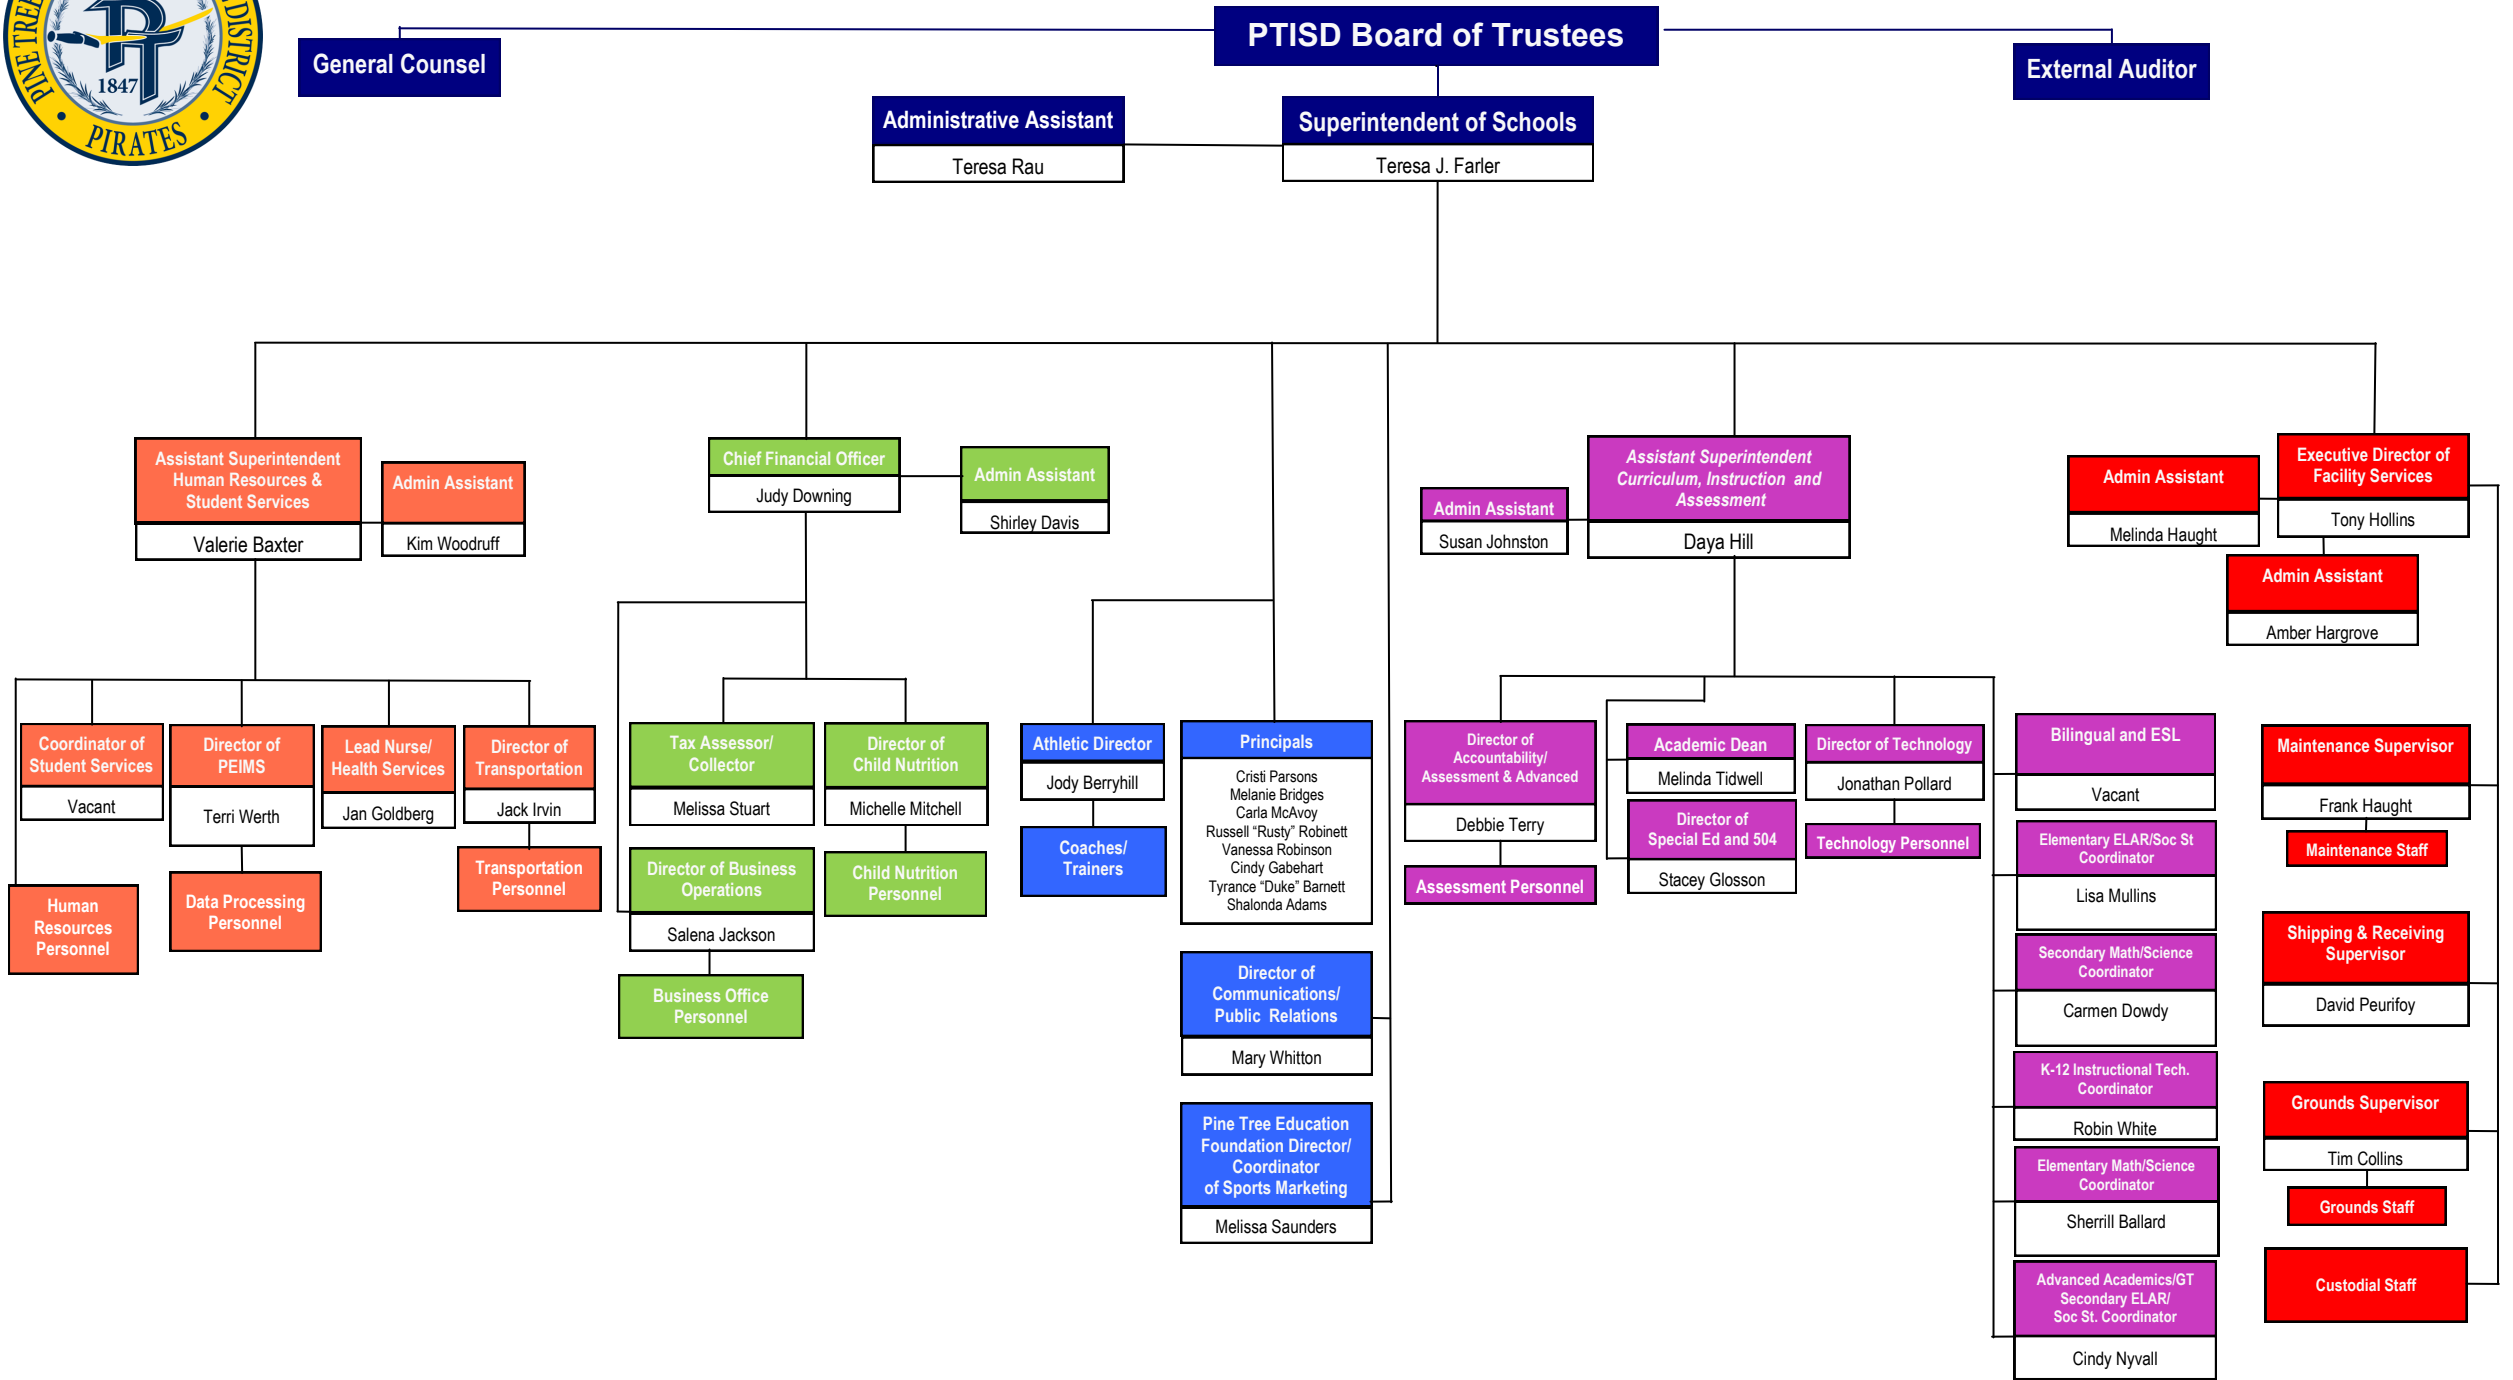 PINE TREE
DISTRICT
1847
PIRATES
PTISD Board of Trustees
General Counsel
External Auditor
Administrative Assistant
Teresa Rau
Superintendent of Schools
Teresa J. Farler
Assistant Superintendent
Human Resources &
Student Services
Valerie Baxter
Admin Assistant
Kim Woodruff
Chief Financial Officer
Judy Downing
Admin Assistant
Shirley Davis
Admin Assistant
Susan Johnston
Assistant Superintendent
Curriculum, Instruction and
Assessment
Daya Hill
Admin Assistant
Melinda Haught
Executive Director of
Facility Services
Tony Hollins
Admin Assistant
Amber Hargrove
Coordinator of
Student Services
Vacant
Director of
PEIMS
Terri Werth
Lead Nurse/
Health Services
Jan Goldberg
Director of
Transportation
Jack Irvin
Transportation
Personnel
Human
Resources
Personnel
Data Processing
Personnel
Tax Assessor/
Collector
Melissa Stuart
Director of
Child Nutrition
Michelle Mitchell
Director of Business
Operations
Salena Jackson
Child Nutrition
Personnel
Business Office
Personnel
Athletic Director
Jody Berryhill
Coaches/
Trainers
Principals
Cristi Parsons
Melanie Bridges
Carla McAvoy
Russell “Rusty” Robinett
Vanessa Robinson
Cindy Gabehart
Tyrance “Duke” Barnett
Shalonda Adams
Director of
Communications/
Public Relations
Mary Whitton
Pine Tree Education
Foundation Director/
Coordinator
of Sports Marketing
Melissa Saunders
Director of
Accountability/
Assessment & Advanced
Debbie Terry
Assessment Personnel
Academic Dean
Melinda Tidwell
Director of
Special Ed and 504
Stacey Glosson
Director of Technology
Jonathan Pollard
Technology Personnel
Bilingual and ESL
Vacant
Elementary ELAR/Soc St
Coordinator
Lisa Mullins
Secondary Math/Science
Coordinator
Carmen Dowdy
K-12 Instructional Tech.
Coordinator
Robin White
Elementary Math/Science
Coordinator
Sherrill Ballard
Advanced Academics/GT
Secondary ELAR/
Soc St. Coordinator
Cindy Nyvall
Maintenance Supervisor
Frank Haught
Maintenance Staff
Shipping & Receiving
Supervisor
David Peurifoy
Grounds Supervisor
Tim Collins
Grounds Staff
Custodial Staff